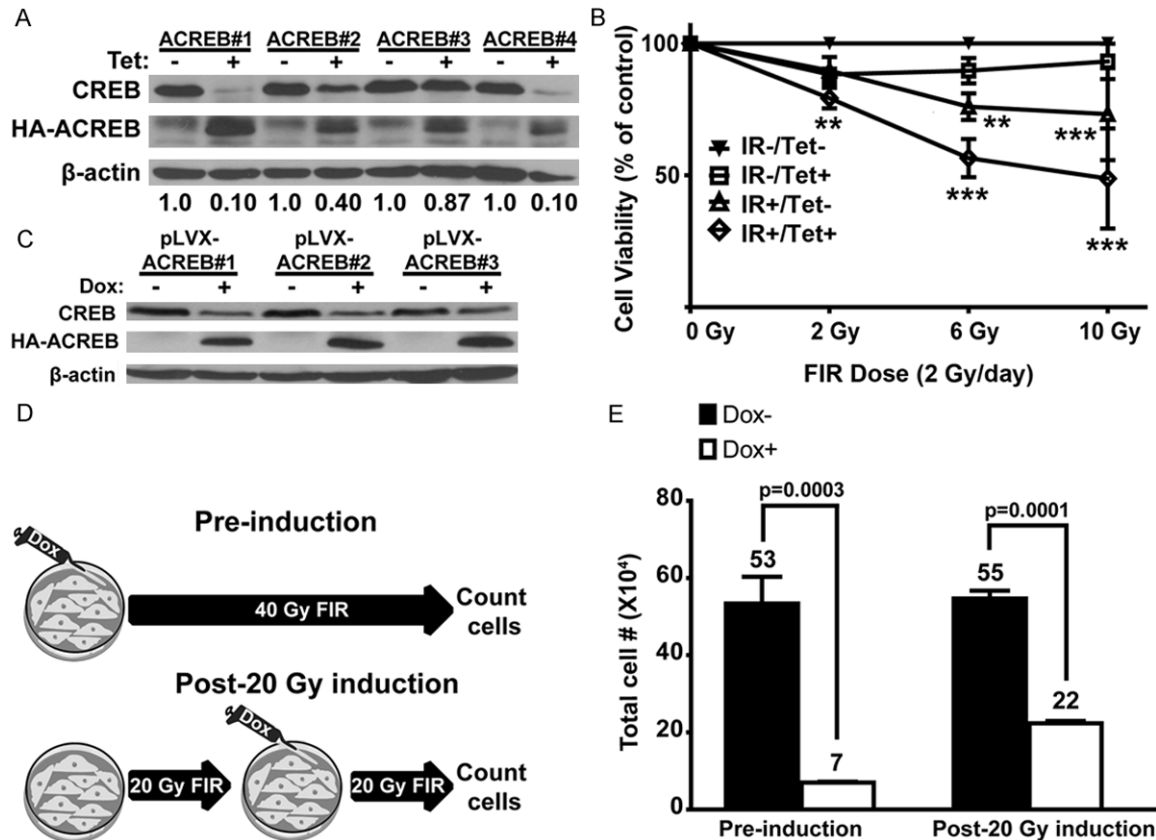 A
ACREB#1 ACREB#2 ACREB#3 ACREB#4
Tet: - + - + - + - +
CREB
HA-ACREB
β-actin
1.0 0.10 1.0 0.40 1.0 0.87 1.0 0.10
B
Cell Viability (% of control)
100
50
IR-/Tet-
IR-/Tet+
IR+/Tet-
IR+/Tet+
** ** ***
*** ***
0 Gy 2 Gy 6 Gy 10 Gy
FIR Dose (2 Gy/day)
C
pLVX- pLVX- pLVX-
ACREB#1 ACREB#2 ACREB#3
Dox: - + - + - +
CREB
HA-ACREB
β-actin
D
Pre-induction
Dox
40 Gy FIR
Count
cells
Post-20 Gy induction
Dox
20 Gy FIR 20 Gy FIR
Count
cells
E
Dox-
Dox+
Total cell # (X10⁴)
80
60
40
20
0
p=0.0003
53
7
p=0.0001
55
22
Pre-induction Post-20 Gy induction